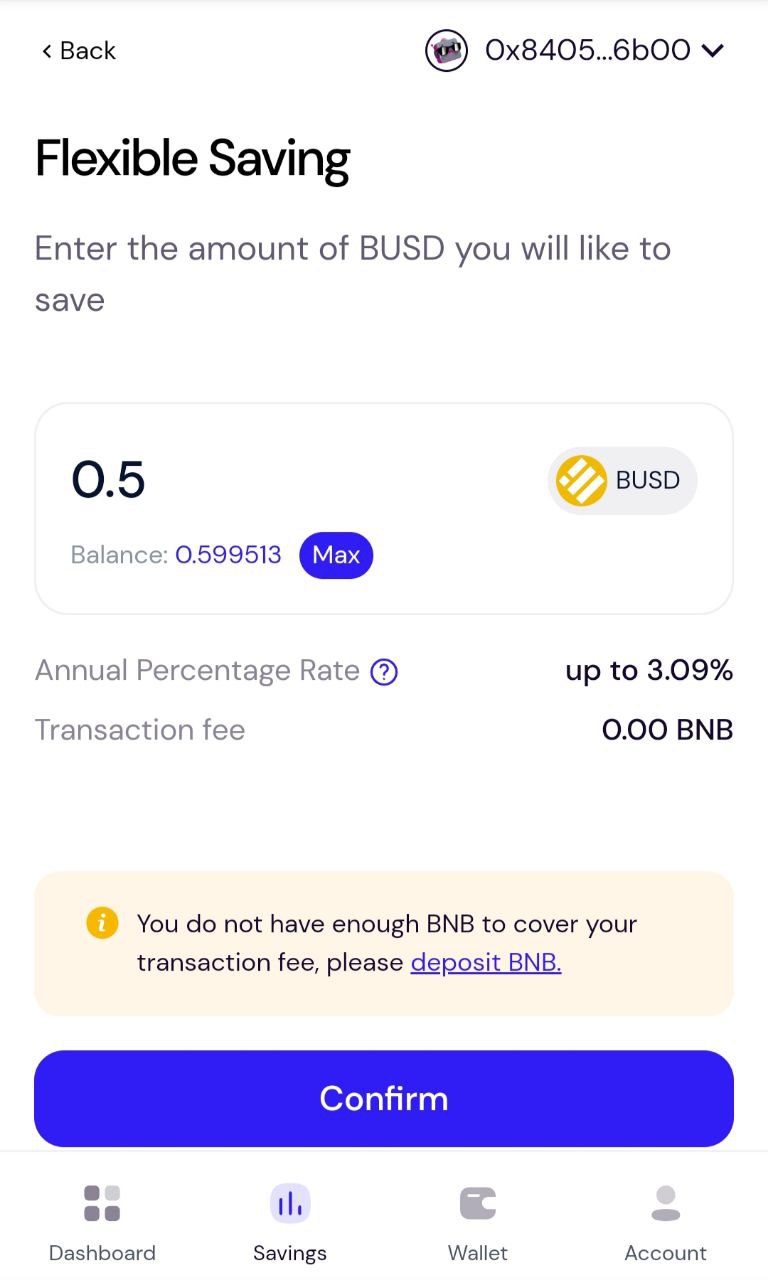 Back
0x8405...6b00
Flexible Saving
Enter the amount of BUSD you will like to
save
0.5
BUSD
Balance: 0.599513 Max
Annual Percentage Rate ? up to 3.09%
Transaction fee 0.00 BNB
i You do not have enough BNB to cover your
transaction fee, please deposit BNB.
Confirm
Dashboard Savings Wallet Account